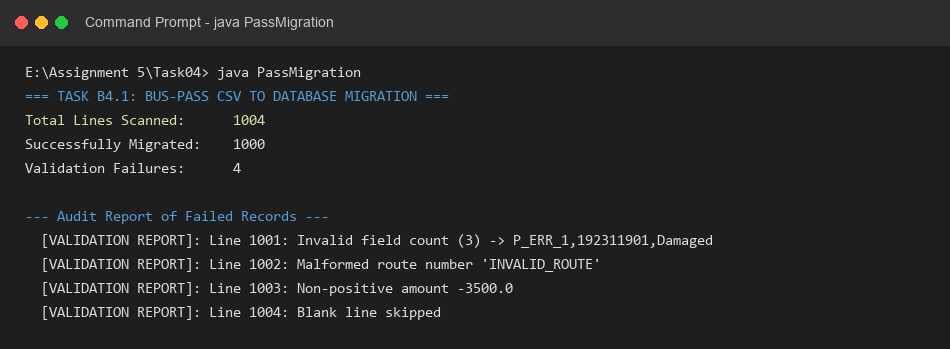 Command Prompt - java PassMigration
E:\Assignment 5\Task04> java PassMigration
=== TASK B4.1: BUS-PASS CSV TO DATABASE MIGRATION ===
Total Lines Scanned:      1004
Successfully Migrated:    1000
Validation Failures:      4
--- Audit Report of Failed Records ---
[VALIDATION REPORT]: Line 1001: Invalid field count (3) -> P_ERR_1,192311901,Damaged
[VALIDATION REPORT]: Line 1002: Malformed route number 'INVALID_ROUTE'
[VALIDATION REPORT]: Line 1003: Non-positive amount -3500.0
[VALIDATION REPORT]: Line 1004: Blank line skipped